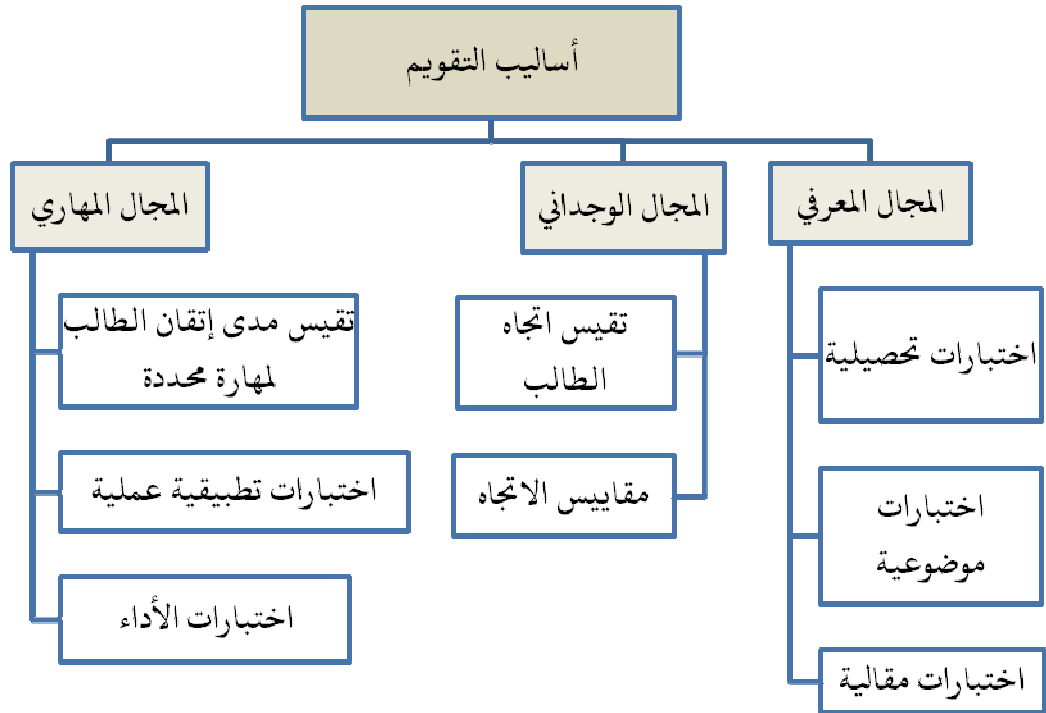 أساليب التقويم
المجال المعرفي
اختبارات تحصيلية
اختبارات
موضوعية
اختبارات مقالية
المجال الوجداني
تقيس اتجاه
الطالب
مقاييس الاتجاه
المجال المهاري
تقيس مدى إتقان الطالب
لمهارة محددة
اختبارات تطبيقية عملية
اختبارات الأداء